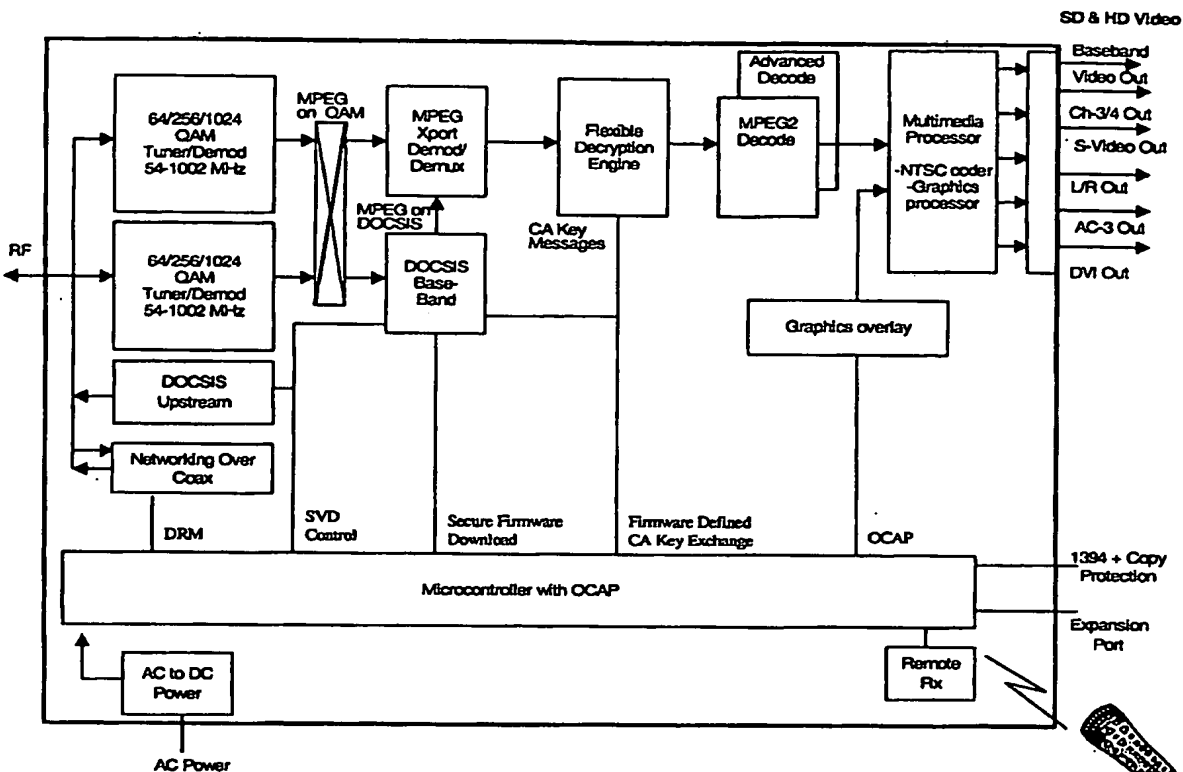 SD & HD Video
Baseband
Video Out
Ch-3/4 Out
S-Video Out
L/R Out
AC-3 Out
DVI Out
64/256/1024
QAM
Tuner/Demod
54-1002 MHz
MPEG
on QAM
MPEG
Xport
Demod/
Demux
Flexible
Decryption
Engine
Advanced
Decode
MPEG2
Decode
Multimedia
Processor
-NTSC coder
-Graphics
processor
MPEG on
DOCSIS
CA Key
Messages
RF
64/256/1024
QAM
Tuner/Demod
54-1002 MHz
DOCSIS
Base-
Band
Graphics overlay
DOCSIS
Upstream
Networking Over
Coax
DRM
SVD
Control
Secure Firmware
Download
Firmware Defined
CA Key Exchange
OCAP
Microcontroller with OCAP
1394 + Copy
Protection
Expansion
Port
AC to DC
Power
Remote
Rx
AC Power